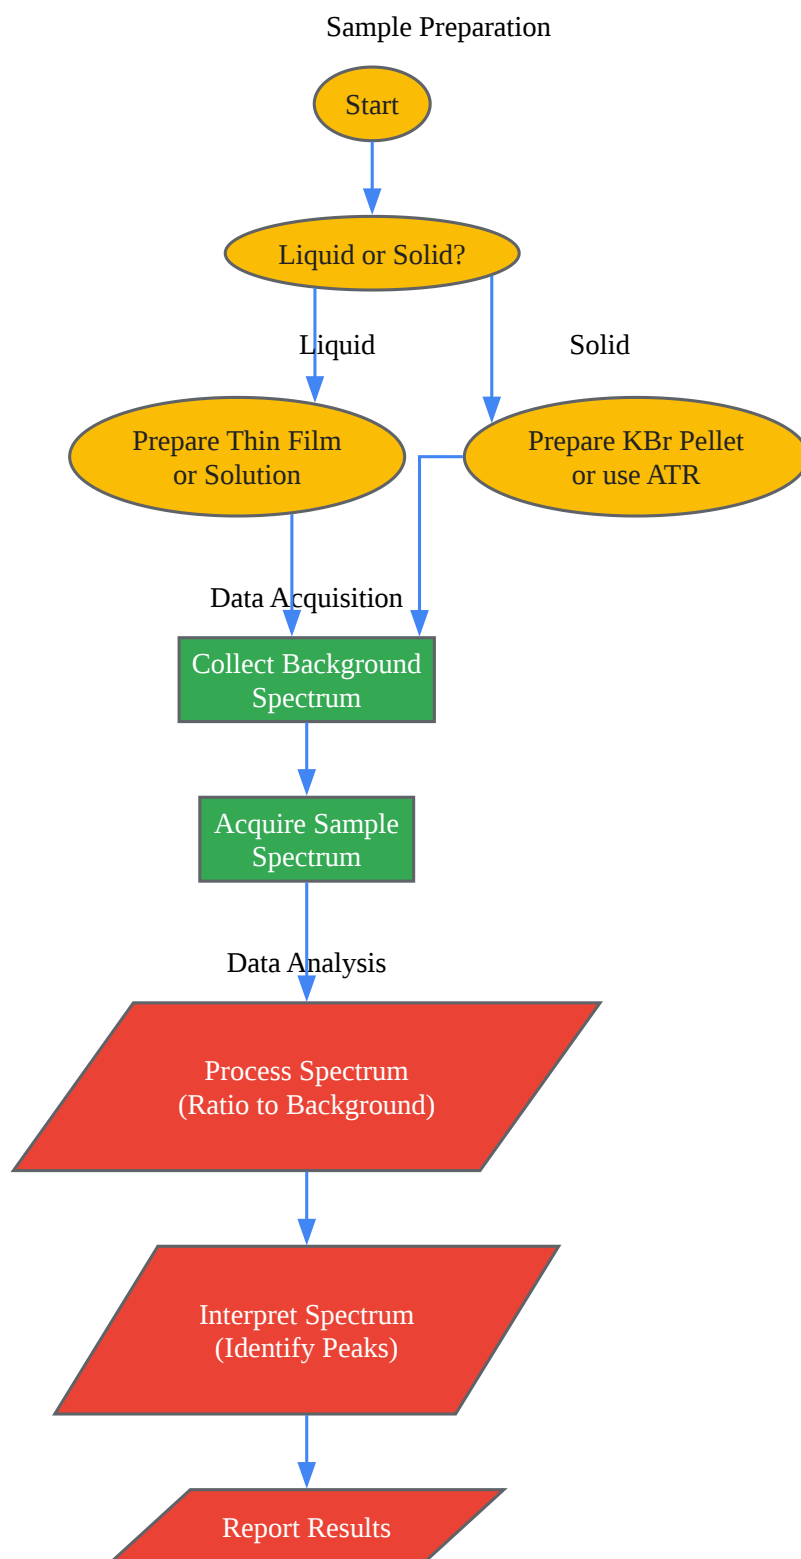 Sample Preparation
Start
Liquid or Solid?
Liquid
Solid
Prepare Thin Film
or Solution
Prepare KBr Pellet
or use ATR
Data Acquisition
Collect Background
Spectrum
Acquire Sample
Spectrum
Data Analysis
Process Spectrum
(Ratio to Background)
Interpret Spectrum
(Identify Peaks)
Report Results